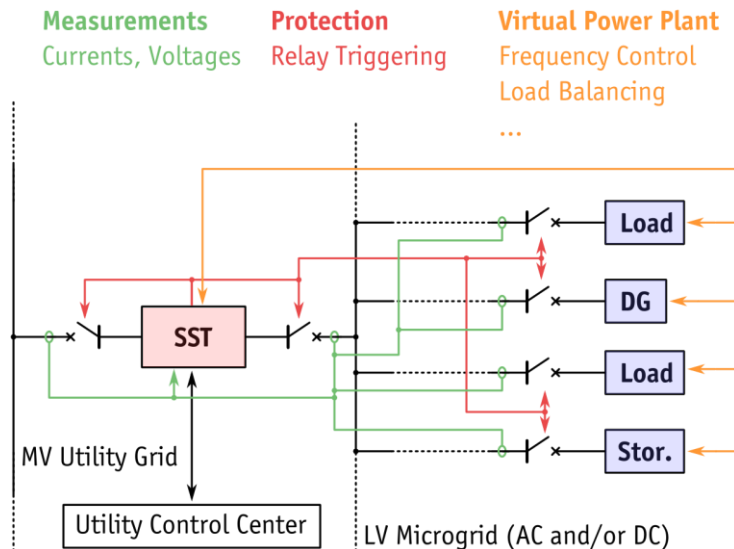 Measurements
Currents, Voltages
Protection
Relay Triggering
Virtual Power Plant
Frequency Control
Load Balancing
...
Load
DG
SST
Load
Stor.
MV Utility Grid
Utility Control Center
LV Microgrid (AC and/or DC)